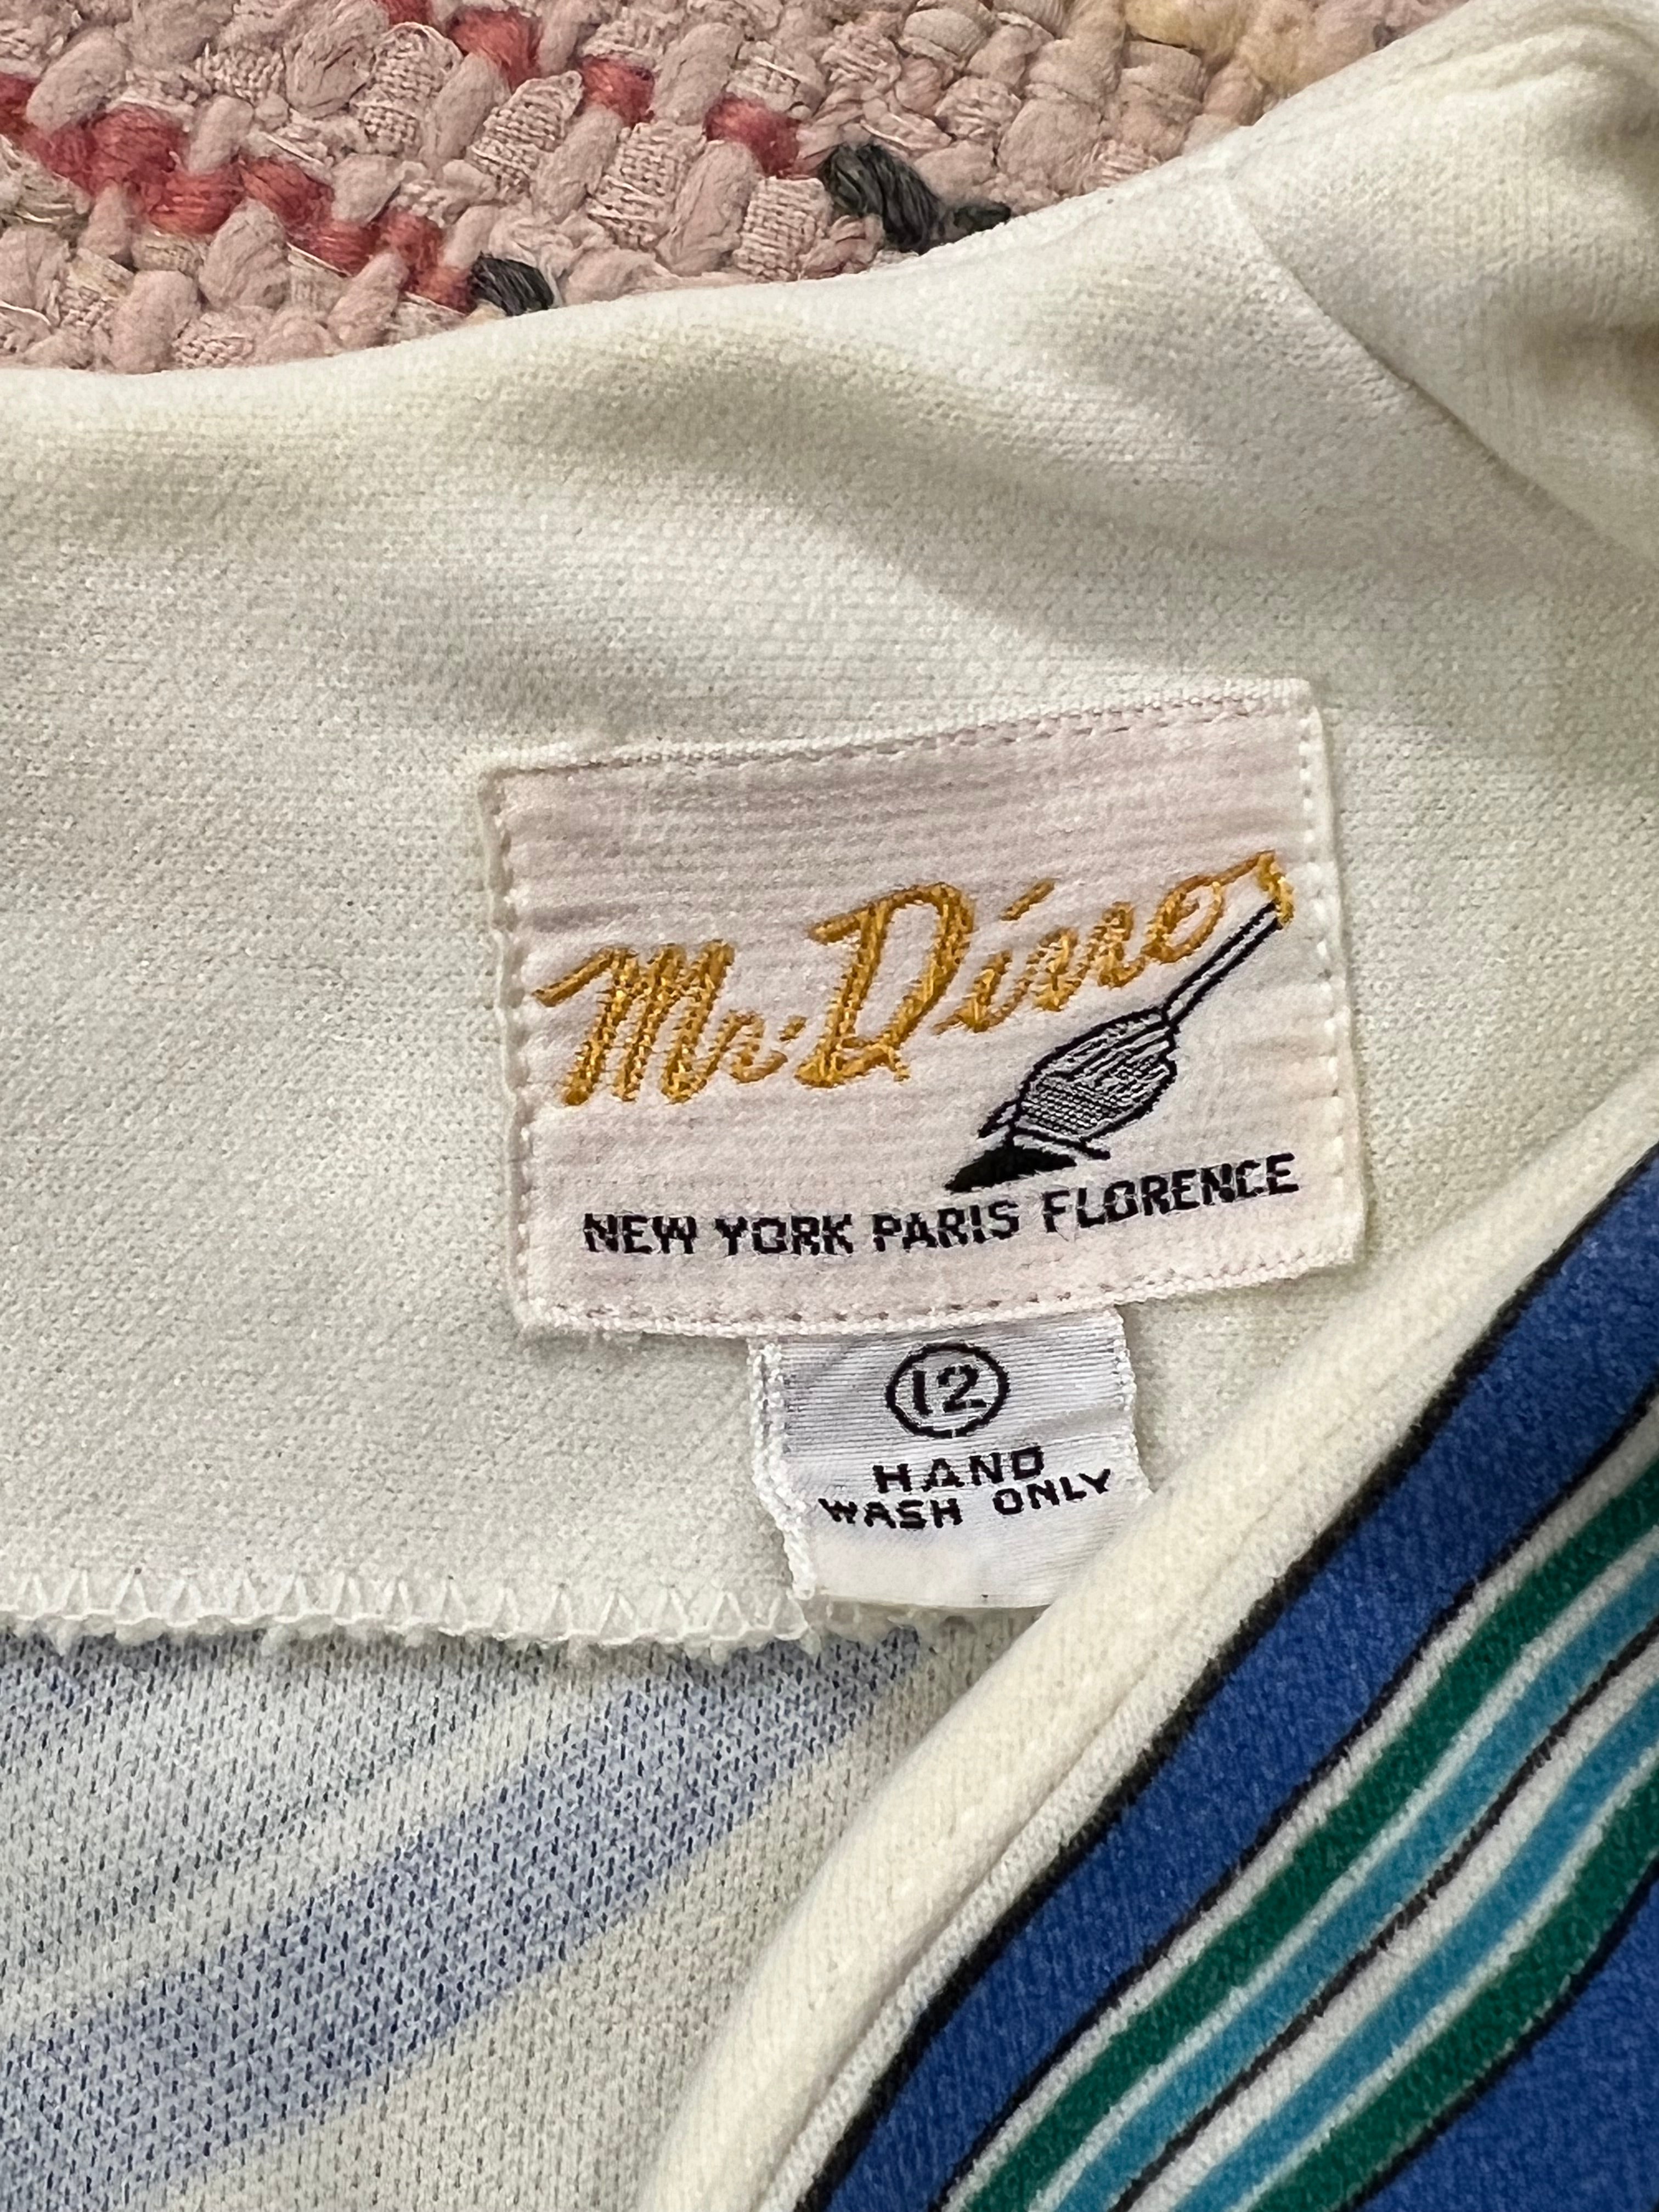 Mr. Dino
NEW YORK PARIS FLORENCE
12
HAND
WASH ONLY